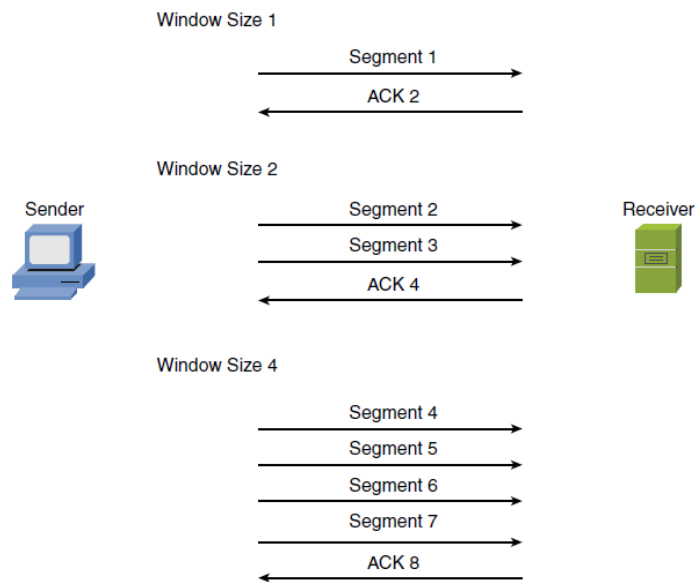 Window Size 1
Segment 1
ACK 2
Window Size 2
Sender
Segment 2
Receiver
Segment 3
ACK 4
Window Size 4
Segment 4
Segment 5
Segment 6
Segment 7
ACK 8